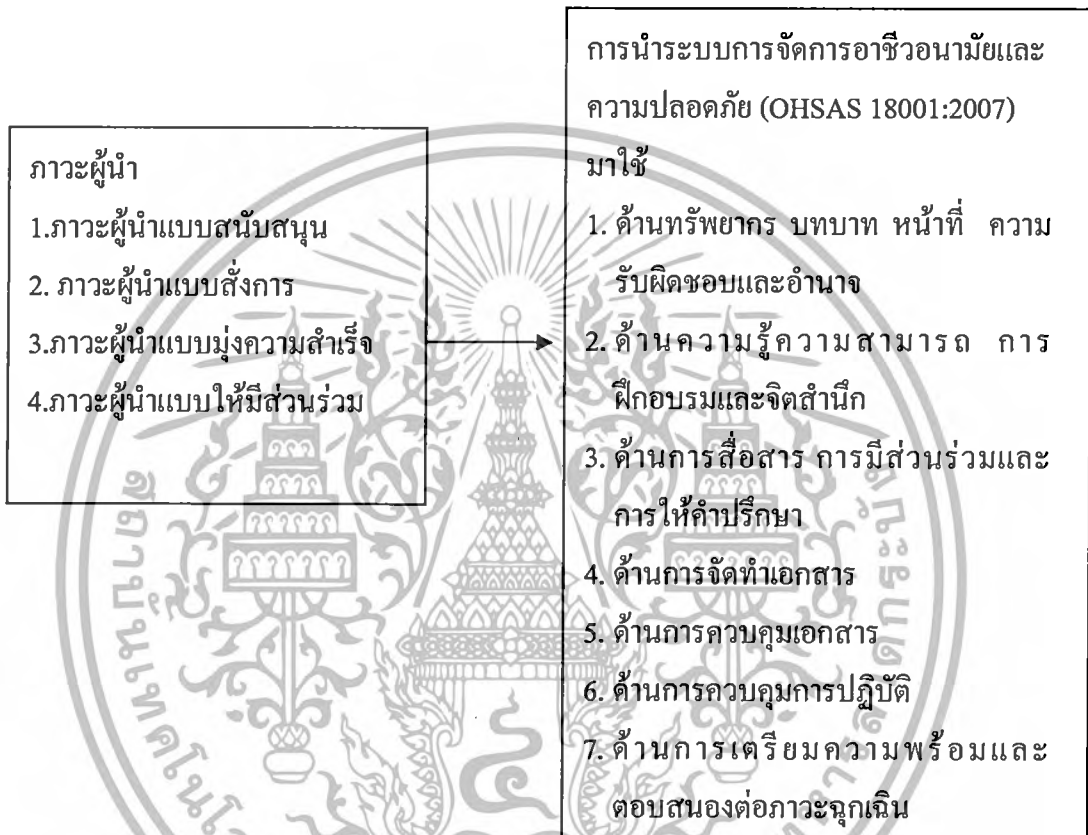 ภาวะผู้นำ
1.ภาวะผู้นำแบบสนับสนุน
2. ภาวะผู้นำแบบสั่งการ
3.ภาวะผู้นำแบบมุ่งความสำเร็จ
4.ภาวะผู้นำแบบให้มีส่วนร่วม
การนำระบบการจัดการอาชีวอนามัยและ
ความปลอดภัย (OHSAS 18001:2007)
มาใช้
1. ด้านทรัพยากร บทบาท หน้าที่ ความ
รับผิดชอบและอำนาจ
2. ด้านความรู้ความสามารถ การ
ฝึกอบรมและจิตสำนึก
3. ด้านการสื่อสาร การมีส่วนร่วมและ
การให้คำปรึกษา
4. ด้านการจัดทำเอกสาร
5. ด้านการควบคุมเอกสาร
6. ด้านการควบคุมการปฏิบัติ
7. ด้านการเตรียมความพร้อมและ
ตอบสนองต่อภาวะฉุกเฉิน